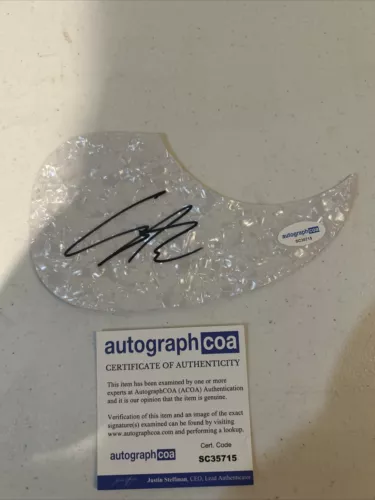 autographcoa
SC35715
autographcoa
CERTIFICATE OF AUTHENTICITY
This item has been examined by one or more
experts at AutographCOA (ACOA) Authentication
and it is our opinion that the item is genuine.
Verification of this item and an image of the exact
signature(s) examined can be found by visiting
www.autographcoa.com and performing a lookup.
Cert. Code
autographcoa
SC35715
Justin Steffman, CEO, Lead Authenticator